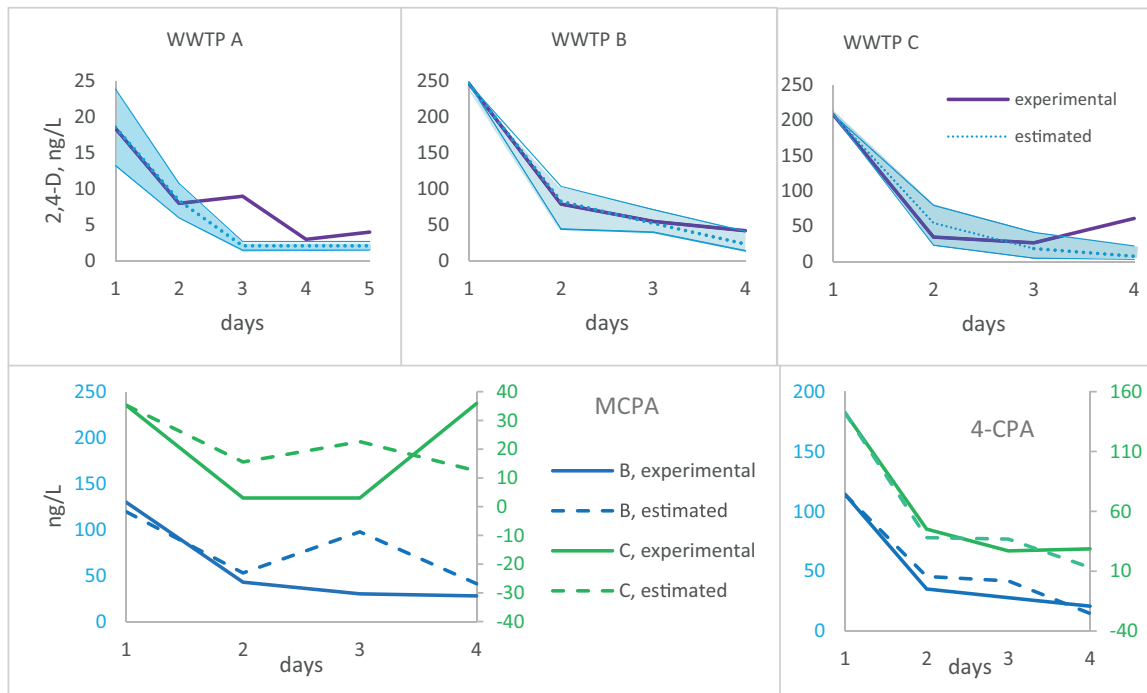 WWTP A
WWTP B
WWTP C
2,4-D, ng/L
25
20
15
10
5
0
1 2 3 4 5
days
250
200
150
100
50
0
1 2 3 4
days
250
200
150
100
50
0
1 2 3 4
days
experimental
estimated
MCPA
ng/L
250
200
150
100
50
0
40
30
20
10
0
-10
-20
-30
-40
1 2 3 4
days
B, experimental
B, estimated
C, experimental
C, estimated
4-CPA
200
150
100
50
0
160
110
60
10
-40
1 2 3 4
days